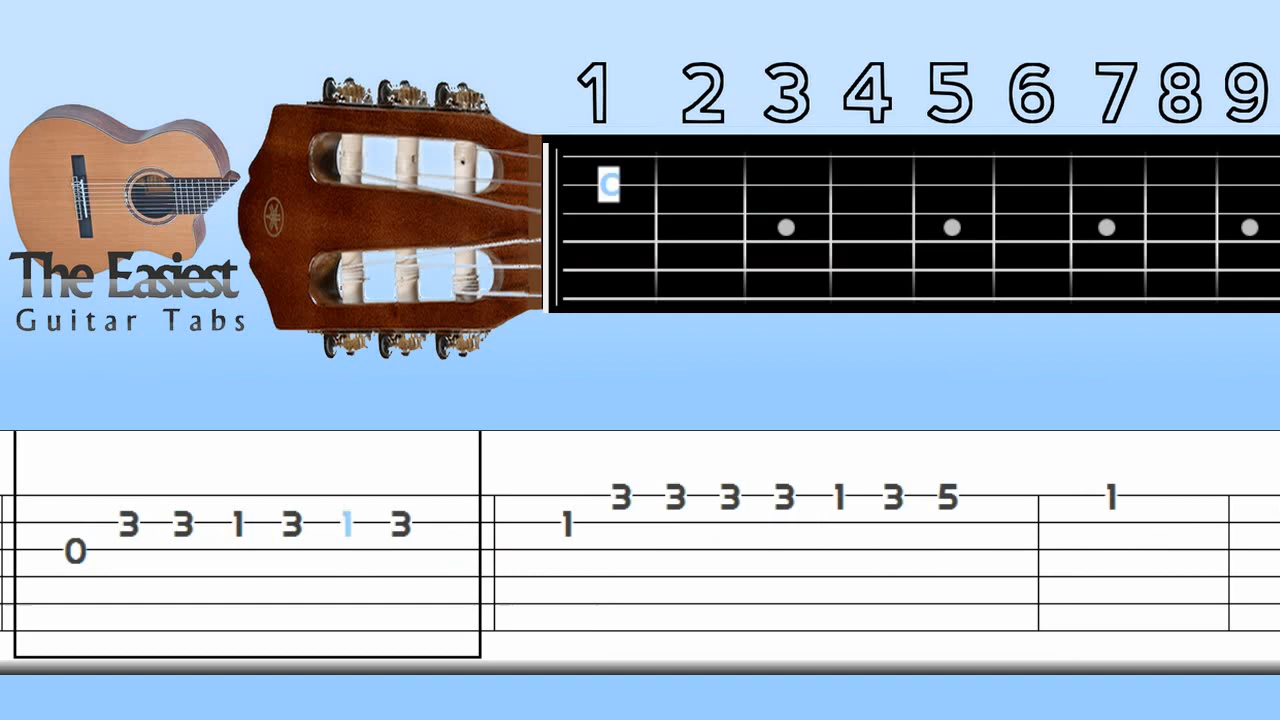 1 2 3 4 5 6 7 8 9
C
The Easiest
Guitar Tabs
3 3 3 3 1 3 5 1
3 3 1 3 1 3 1
0